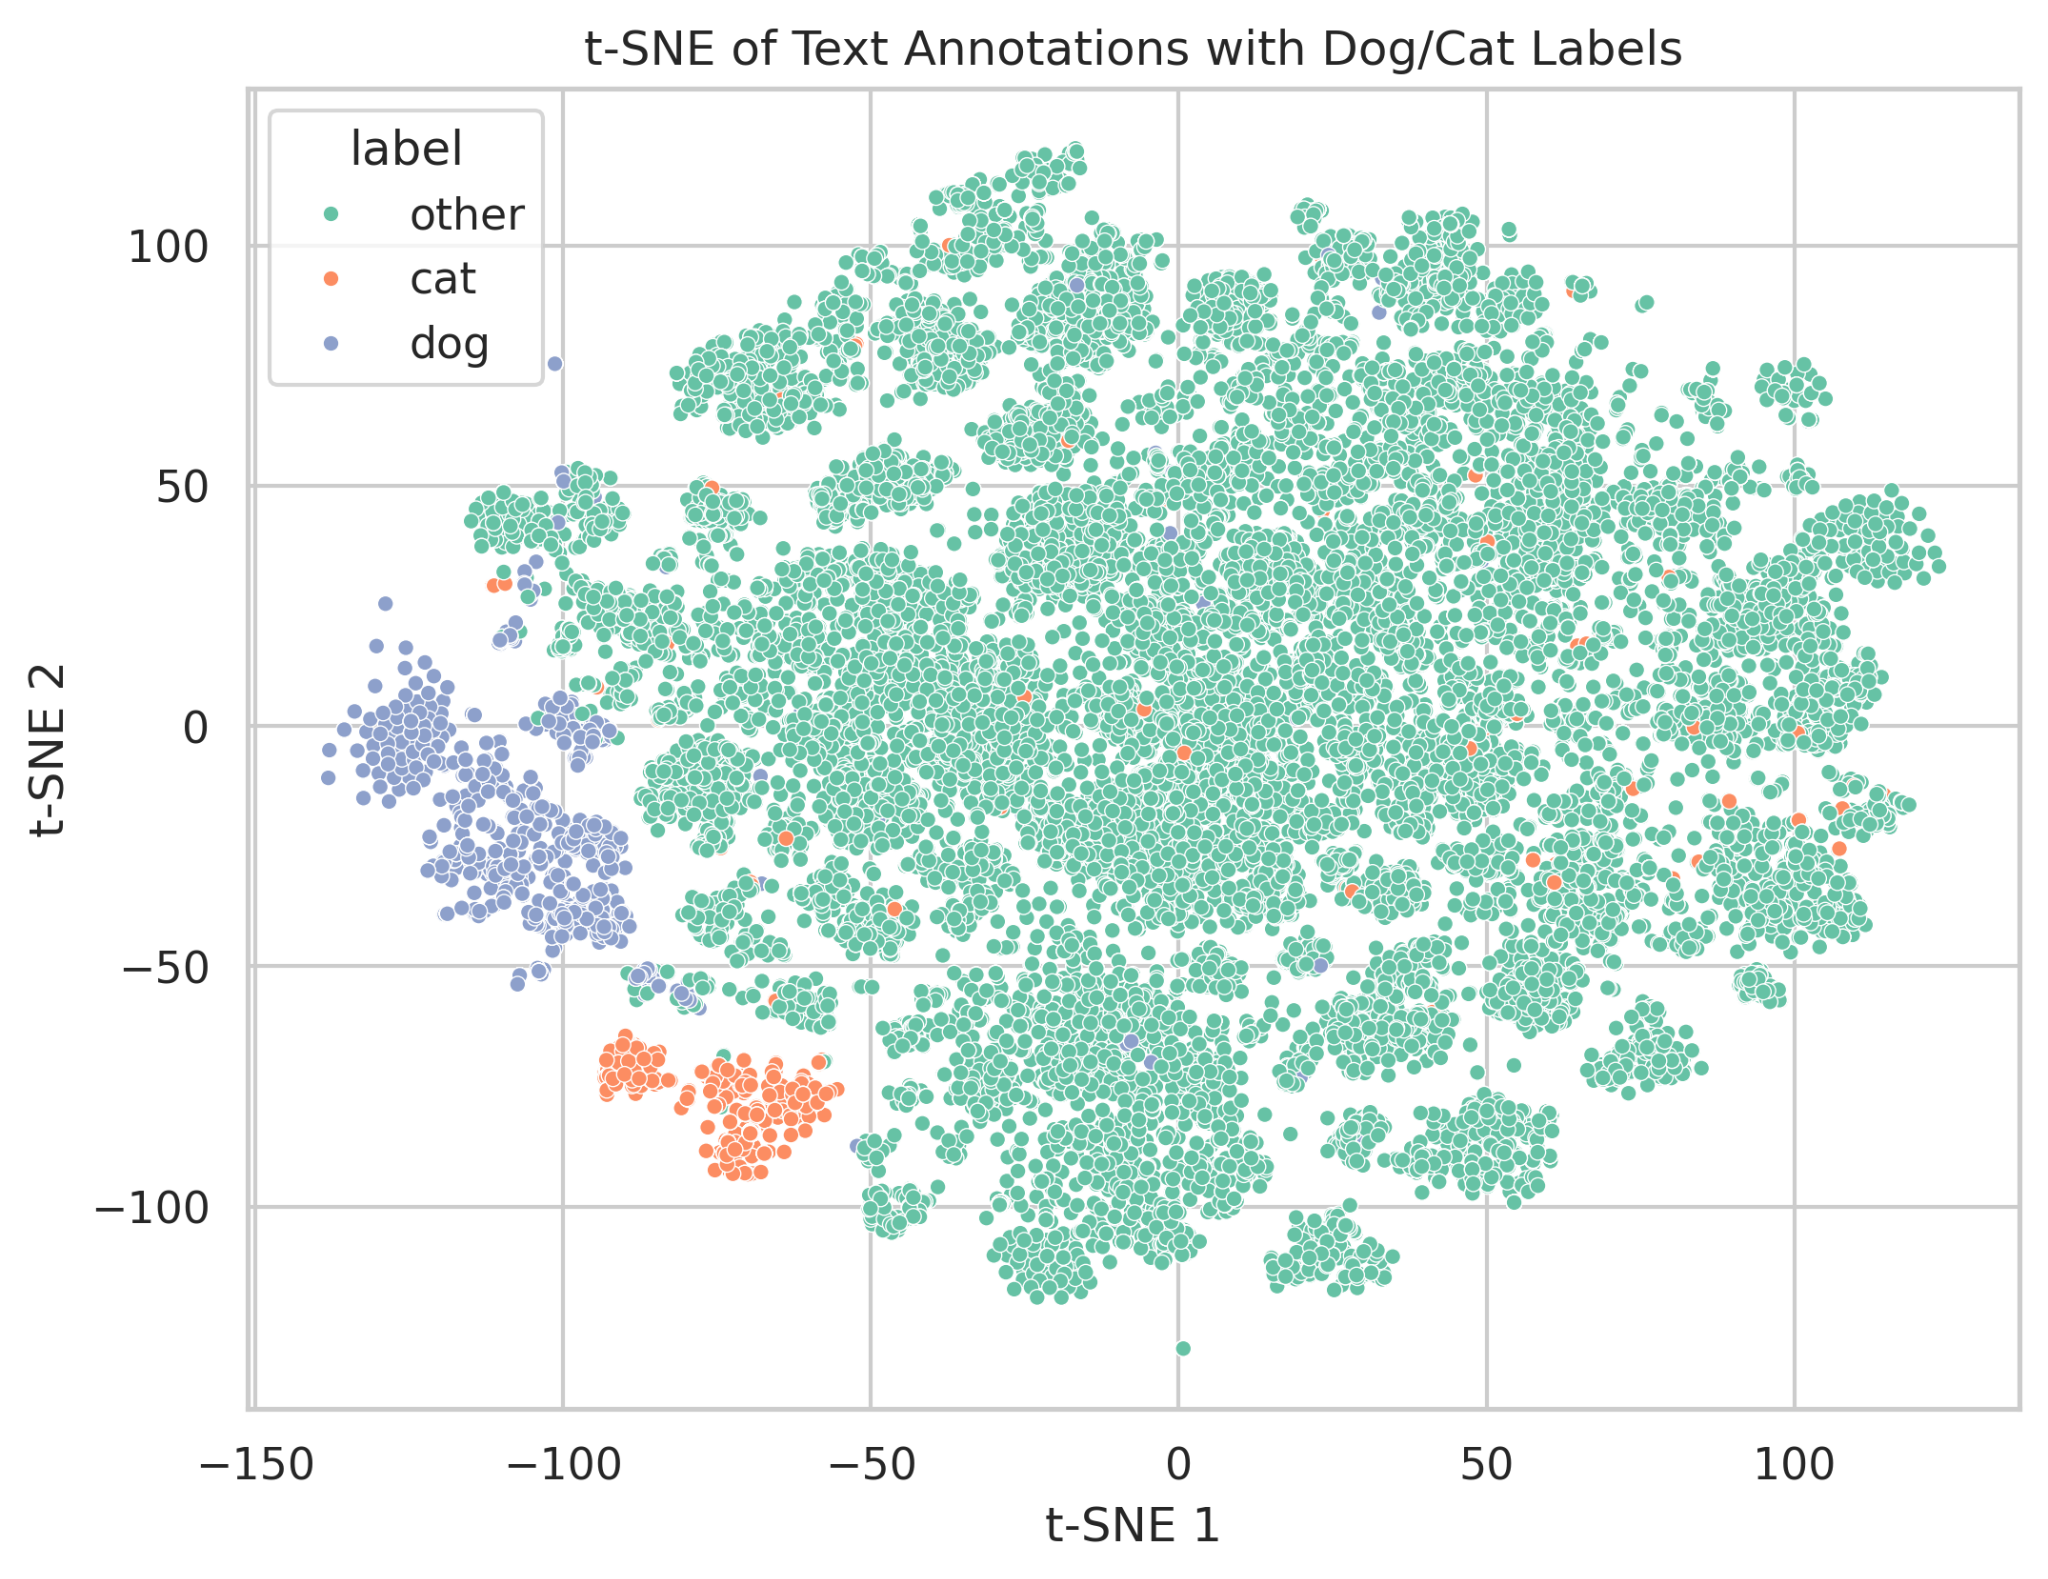 t-SNE of Text Annotations with Dog/Cat Labels
label
other
cat
dog
100
50
0
−50
−100
t-SNE 2
−150
−100
−50
0
50
100
t-SNE 1